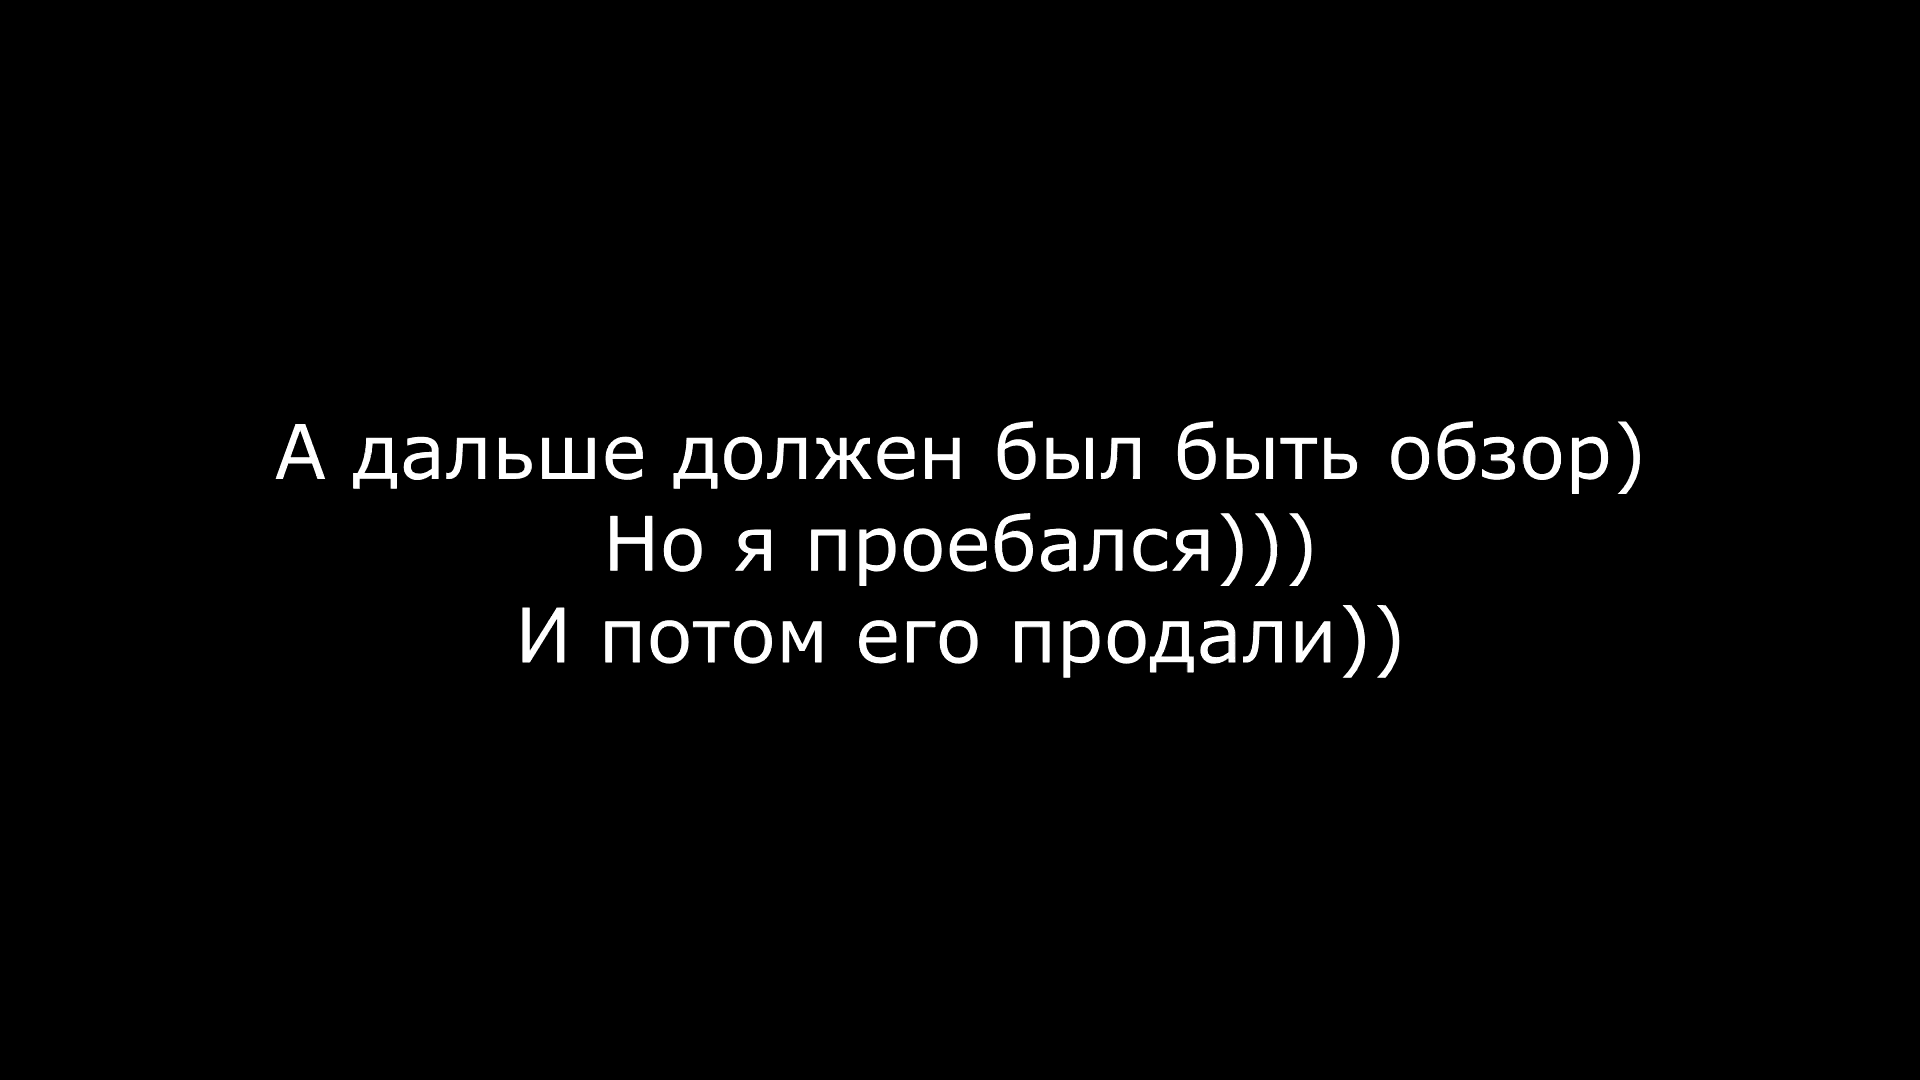 А дальше должен был быть обзор)
Но я проебался)))
И потом его продали))